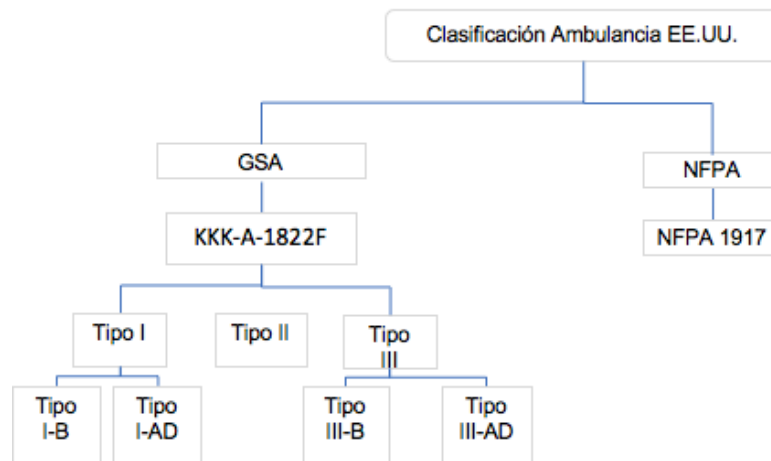 Clasificación Ambulancia EE.UU.
GSA
NFPA
KKK-A-1822F
NFPA 1917
Tipo I
Tipo II
Tipo
III
Tipo
I-B
Tipo
I-AD
Tipo
III-B
Tipo
III-AD